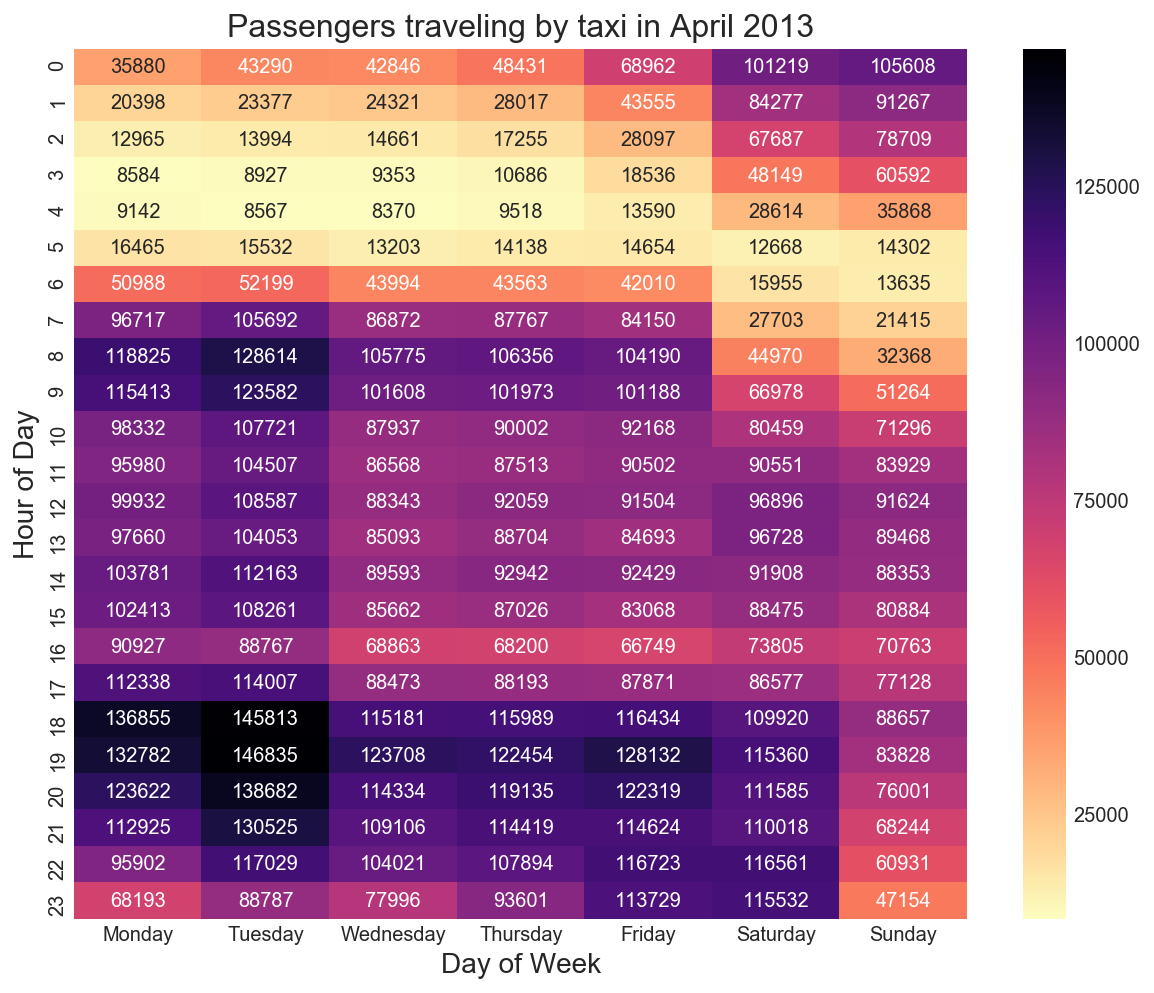 Passengers traveling by taxi in April 2013
0 35880 43290 42846 48431 68962 101219 105608
1 20398 23377 24321 28017 43555 84277 91267
2 12965 13994 14661 17255 28097 67687 78709
3 8584 8927 9353 10686 18536 48149 60592
125000
4 9142 8567 8370 9518 13590 28614 35868
5 16465 15532 13203 14138 14654 12668 14302
6 50988 52199 43994 43563 42010 15955 13635
7 96717 105692 86872 87767 84150 27703 21415
100000
8 118825 128614 105775 106356 104190 44970 32368
9 115413 123582 101608 101973 101188 66978 51264
10 98332 107721 87937 90002 92168 80459 71296
11 95980 104507 86568 87513 90502 90551 83929
Hour of Day
12 99932 108587 88343 92059 91504 96896 91624
75000
13 97660 104053 85093 88704 84693 96728 89468
14 103781 112163 89593 92942 92429 91908 88353
15 102413 108261 85662 87026 83068 88475 80884
16 90927 88767 68863 68200 66749 73805 70763
50000
17 112338 114007 88473 88193 87871 86577 77128
18 136855 145813 115181 115989 116434 109920 88657
19 132782 146835 123708 122454 128132 115360 83828
20 123622 138682 114334 119135 122319 111585 76001
25000
21 112925 130525 109106 114419 114624 110018 68244
22 95902 117029 104021 107894 116723 116561 60931
23 68193 88787 77996 93601 113729 115532 47154
Monday Tuesday Wednesday Thursday Friday Saturday Sunday
Day of Week